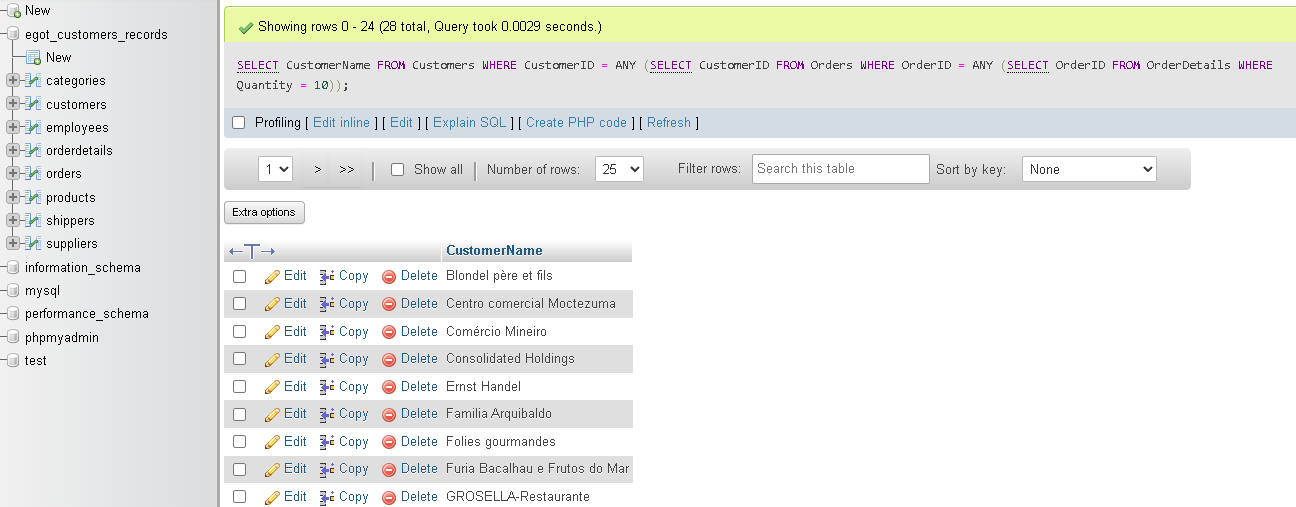 New
egot_customers_records
New
categories
customers
employees
orderdetails
orders
products
shippers
suppliers
information_schema
mysql
performance_schema
phpmyadmin
test
Showing rows 0 - 24 (28 total, Query took 0.0029 seconds.)
SELECT CustomerName FROM Customers WHERE CustomerID = ANY (SELECT CustomerID FROM Orders WHERE OrderID = ANY (SELECT OrderID FROM OrderDetails WHERE
Quantity = 10));
Profiling [ Edit inline ] [ Edit ] [ Explain SQL ] [ Create PHP code ] [ Refresh ]
1 > >> Show all Number of rows: 25 Filter rows: Search this table Sort by key: None
Extra options
←T→ CustomerName
Edit Copy Delete Blondel père et fils
Edit Copy Delete Centro comercial Moctezuma
Edit Copy Delete Comércio Mineiro
Edit Copy Delete Consolidated Holdings
Edit Copy Delete Ernst Handel
Edit Copy Delete Familia Arquibaldo
Edit Copy Delete Folies gourmandes
Edit Copy Delete Furia Bacalhau e Frutos do Mar
Edit Copy Delete GROSELLA-Restaurante